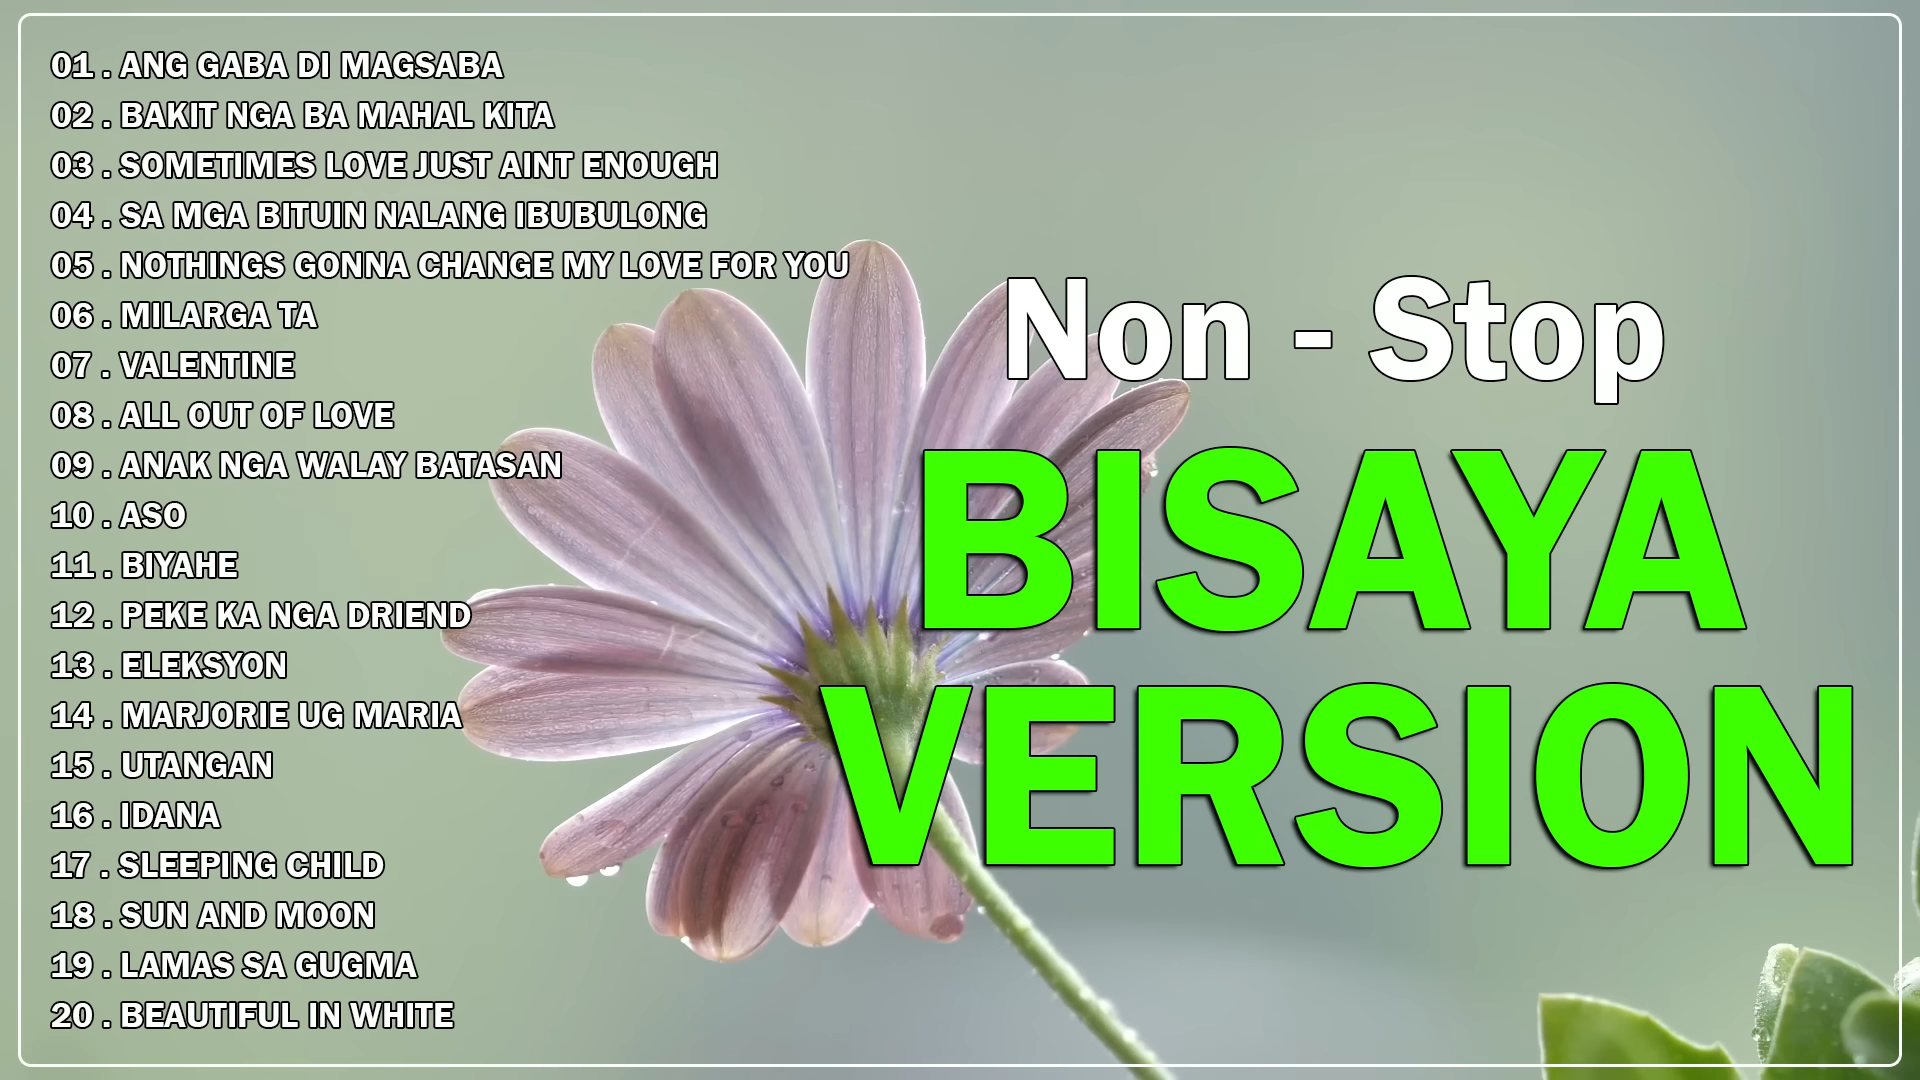 01 . ANG GABA DI MAGSABA
02 . BAKIT NGA BA MAHAL KITA
03 . SOMETIMES LOVE JUST AINT ENOUGH
04 . SA MGA BITUIN NALANG IBUBULONG
05 . NOTHINGS GONNA CHANGE MY LOVE FOR YOU
06 . MILARGA TA
07 . VALENTINE
08 . ALL OUT OF LOVE
09 . ANAK NGA WALAY BATASAN
10 . ASO
11 . BIYAHE
12 . PEKE KA NGA DRIEND
13 . ELEKSYON
14 . MARJORIE UG MARIA
15 . UTANGAN
16 . IDANA
17 . SLEEPING CHILD
18 . SUN AND MOON
19 . LAMAS SA GUGMA
20 . BEAUTIFUL IN WHITE
Non - Stop
BISAYA
VERSION